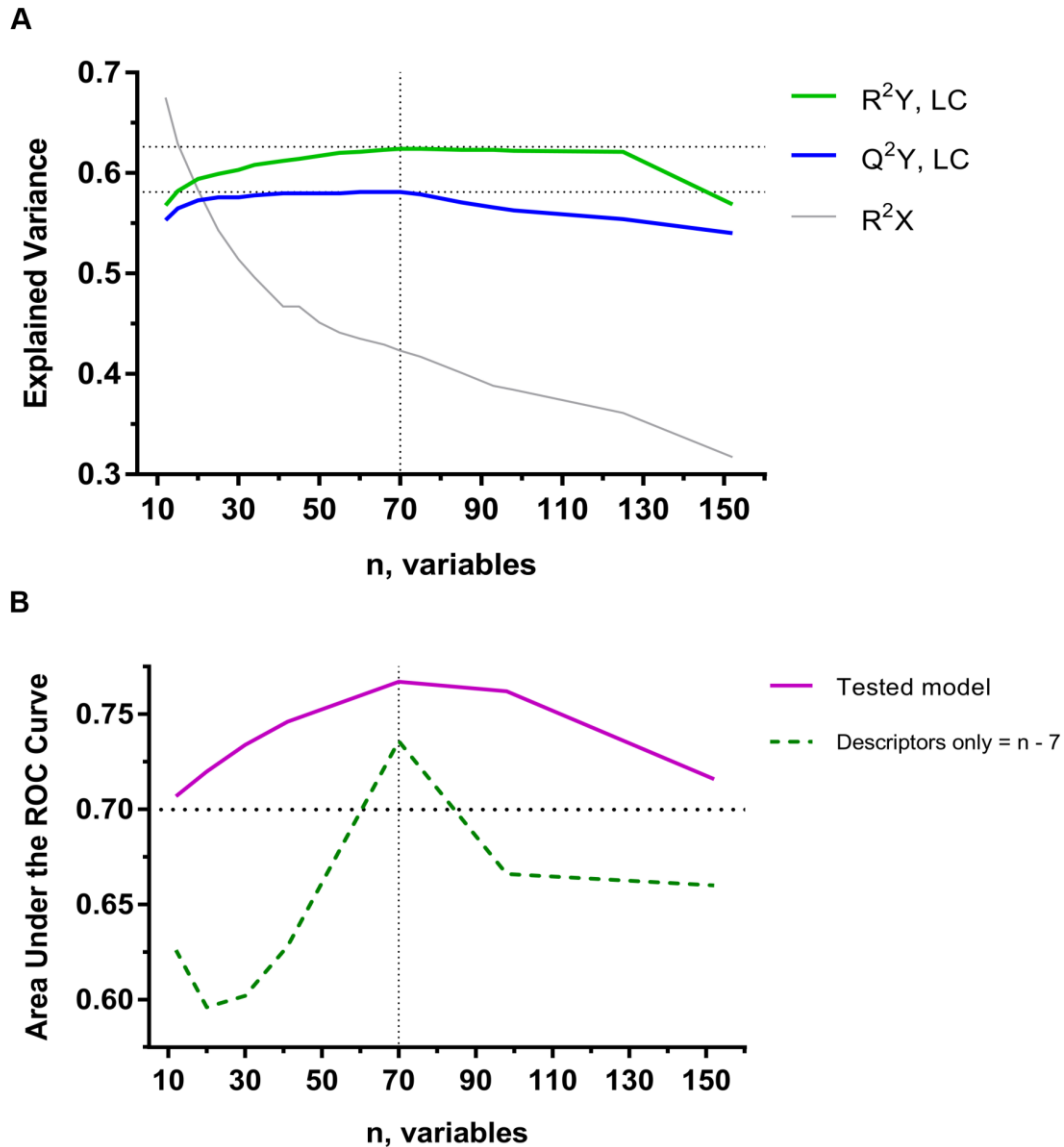 A
0.7
0.6
0.5
0.4
0.3
Explained Variance
10 30 50 70 90 110 130 150
n, variables
R²Y, LC
Q²Y, LC
R²X
B
0.75
0.70
0.65
0.60
Area Under the ROC Curve
10 30 50 70 90 110 130 150
n, variables
Tested model
Descriptors only = n - 7